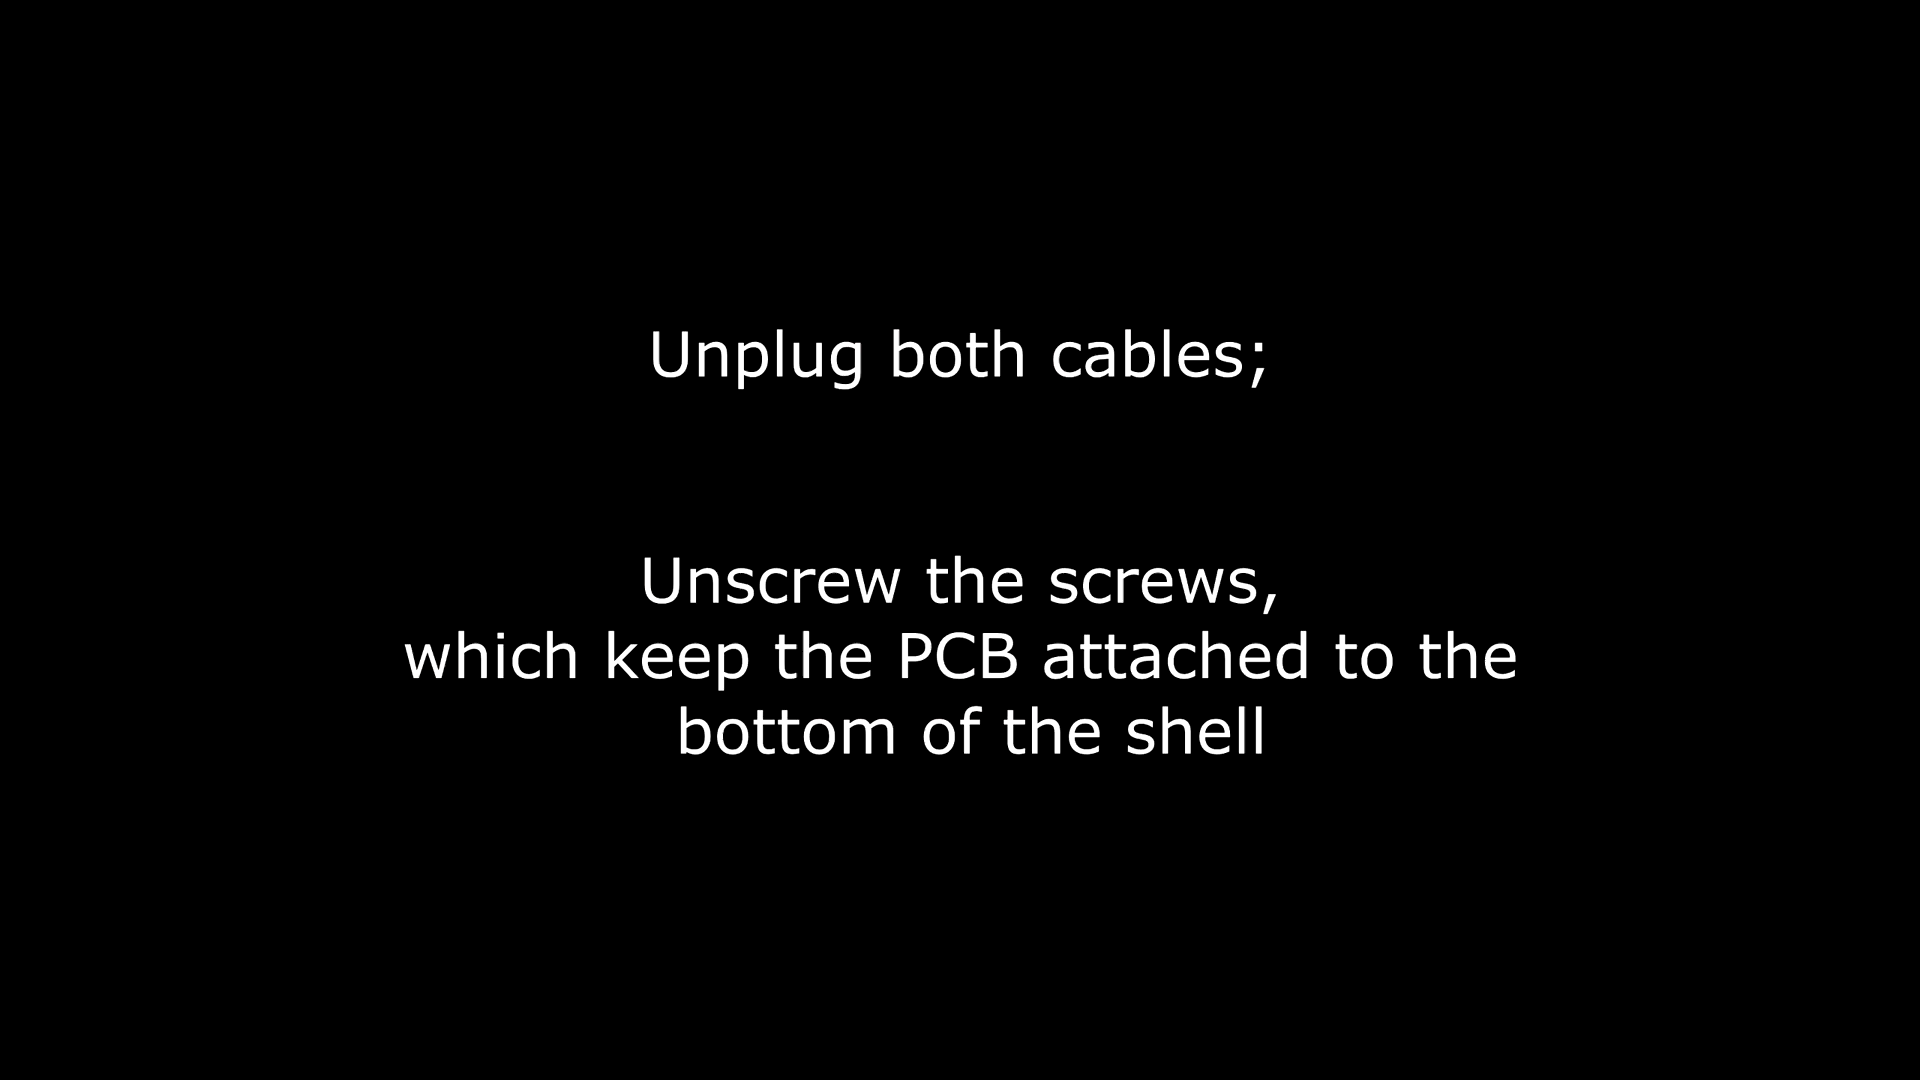 Unplug both cables;
Unscrew the screws,
which keep the PCB attached to the
bottom of the shell